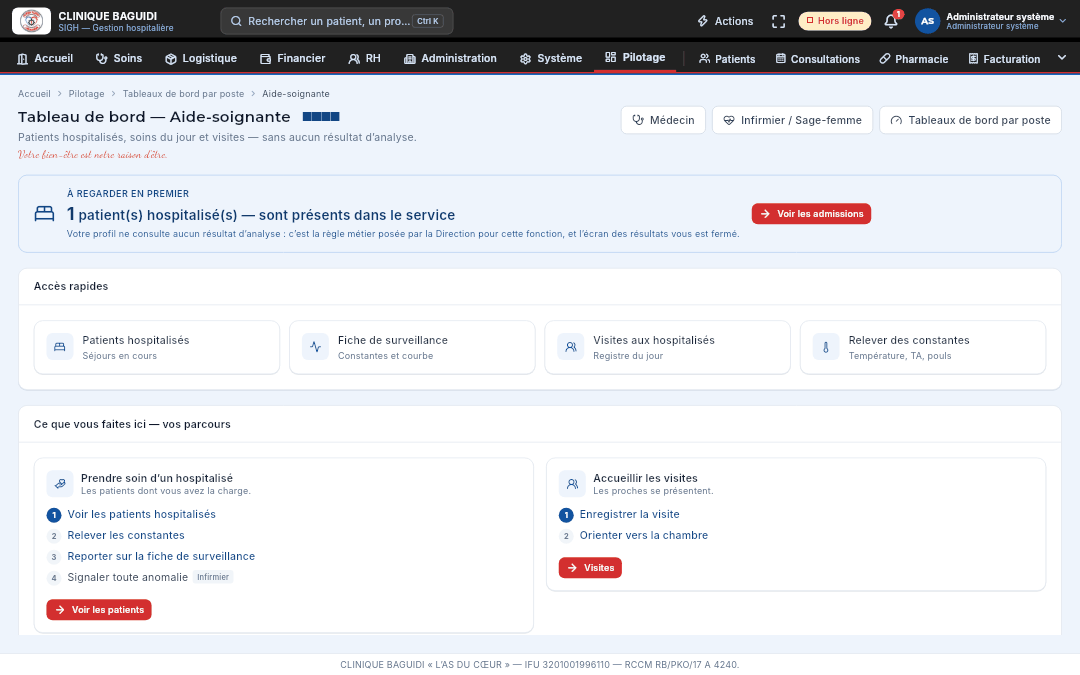 CLINIQUE BAGUIDI
SIGH — Gestion hospitalière
Rechercher un patient, un pro... Ctrl K
Actions
Hors ligne
1
AS
Administrateur système
Administrateur système
Accueil
Soins
Logistique
Financier
RH
Administration
Système
Pilotage
Patients
Consultations
Pharmacie
Facturation
Accueil > Pilotage > Tableaux de bord par poste > Aide-soignante
Tableau de bord — Aide-soignante
Patients hospitalisés, soins du jour et visites — sans aucun résultat d'analyse.
Votre bien-être est notre raison d'être.
Médecin
Infirmier / Sage-femme
Tableaux de bord par poste
À REGARDER EN PREMIER
1 patient(s) hospitalisé(s) — sont présents dans le service
Votre profil ne consulte aucun résultat d'analyse : c'est la règle métier posée par la Direction pour cette fonction, et l'écran des résultats vous est fermé.
Voir les admissions
Accès rapides
Patients hospitalisés
Séjours en cours
Fiche de surveillance
Constantes et courbe
Visites aux hospitalisés
Registre du jour
Relever des constantes
Température, TA, pouls
Ce que vous faites ici — vos parcours
Prendre soin d'un hospitalisé
Les patients dont vous avez la charge.
1 Voir les patients hospitalisés
2 Relever les constantes
3 Reporter sur la fiche de surveillance
4 Signaler toute anomalie Infirmier
Voir les patients
Accueillir les visites
Les proches se présentent.
1 Enregistrer la visite
2 Orienter vers la chambre
Visites
CLINIQUE BAGUIDI « L'AS DU CŒUR » — IFU 3201001996110 — RCCM RB/PKO/17 A 4240.